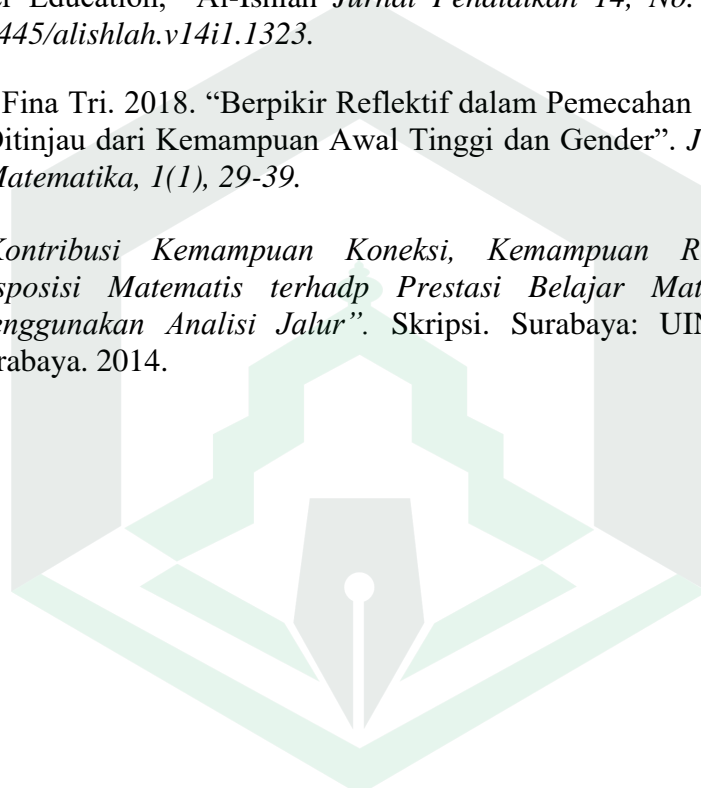 er Education," Al-Ishlah Jurnal Pendidikan 14, No.
445/alishlah.v14i1.1323.
Fina Tri. 2018. “Berpikir Reflektif dalam Pemecahan
Ditinjau dari Kemampuan Awal Tinggi dan Gender”. J
Matematika, 1(1), 29-39.
Kontribusi Kemampuan Koneksi, Kemampuan R
sposisi Matematis terhadp Prestasi Belajar Mat
enggunakan Analisi Jalur”. Skripsi. Surabaya: UIN
rabaya. 2014.